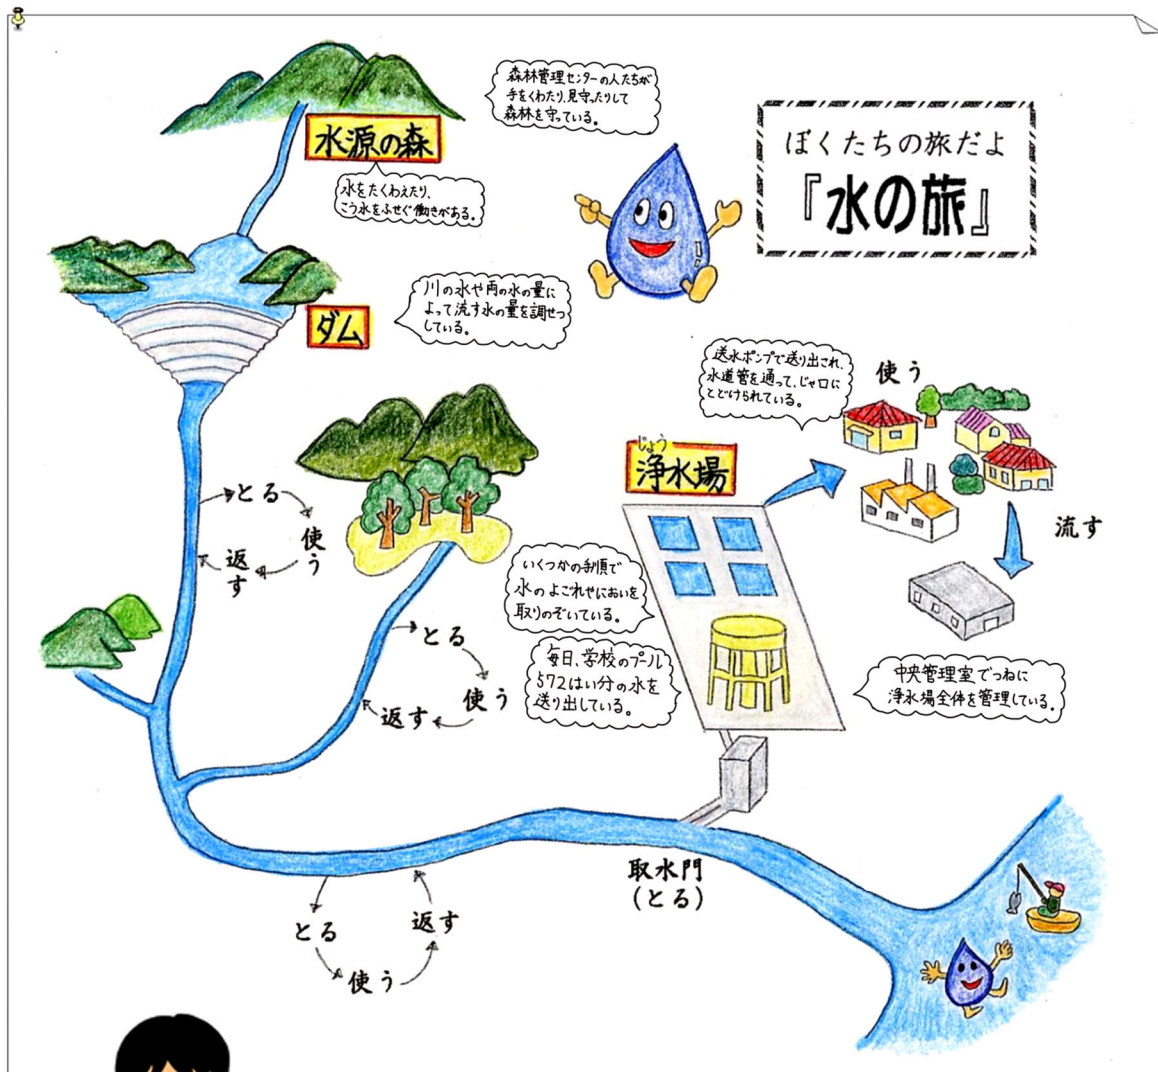 森林管理センターの人たちが
手をくわたり、見守ったりして
森林を守っている。
水源の森
水をたくわえたり、
こう水をふせぐ働きがある。
ぼくたちの旅だよ
『水の旅』
川の水や雨の水の量に
よって流す水の量を調せつ
している。
ダム
送水ポンプで送り出され、
水道管を通って、じゃ口に
とどけられている。
使う
じょう
浄水場
流す
とる
使う
返す
いくつかの手順で
水のよごれやにおいを
取りのぞいている。
とる
使う
返す
毎日、学校のプール
572はい分の水を
送り出している。
中央管理室でつねに
浄水場全体を管理している。
取水門
(とる)
とる
使う
返す